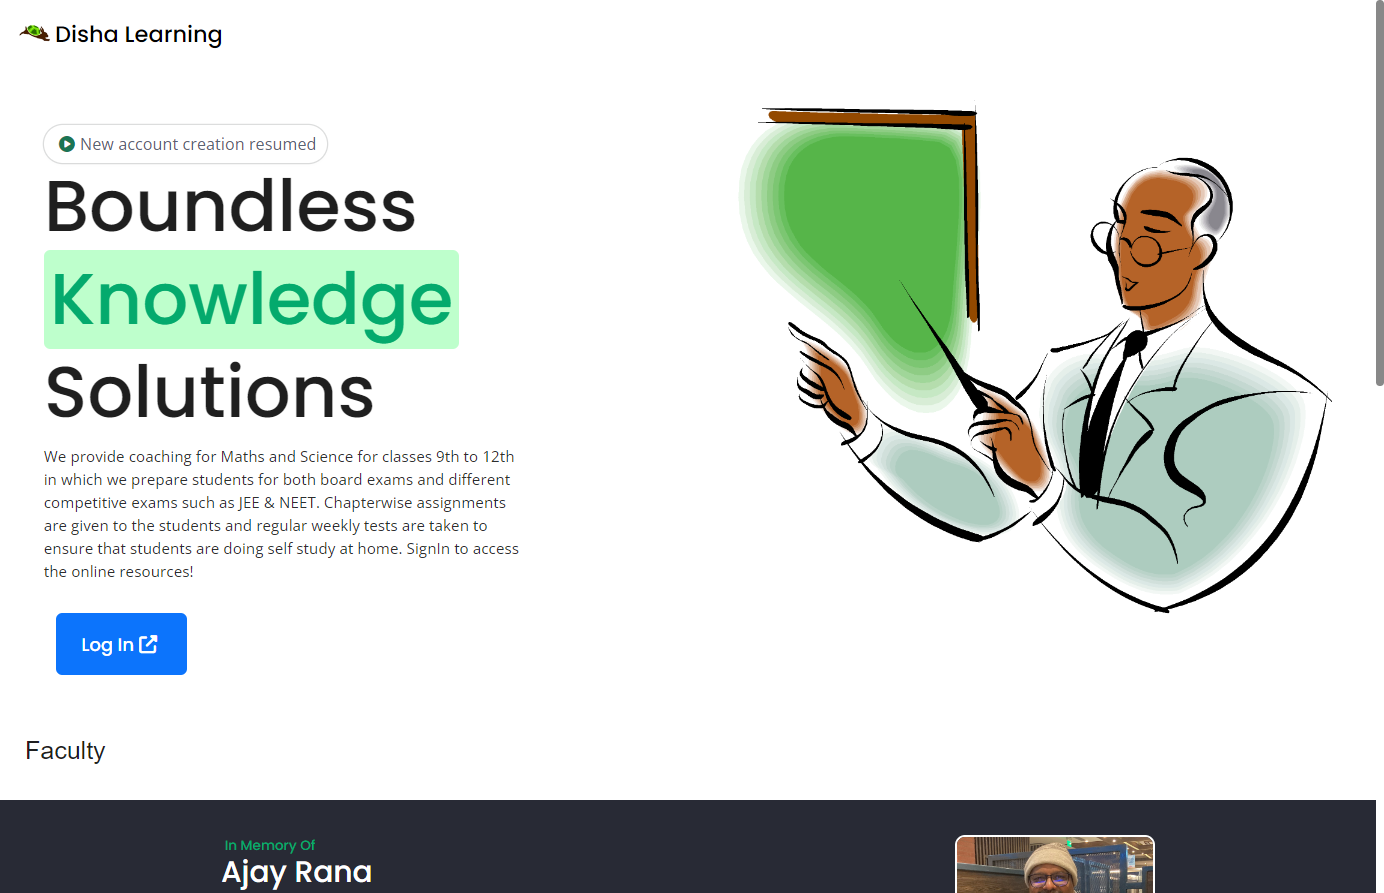 Disha Learning
New account creation resumed
Boundless
Knowledge
Solutions
We provide coaching for Maths and Science for classes 9th to 12th
in which we prepare students for both board exams and different
competitive exams such as JEE & NEET. Chapterwise assignments
are given to the students and regular weekly tests are taken to
ensure that students are doing self study at home. SignIn to access
the online resources!
Log In
Faculty
In Memory Of
Ajay Rana